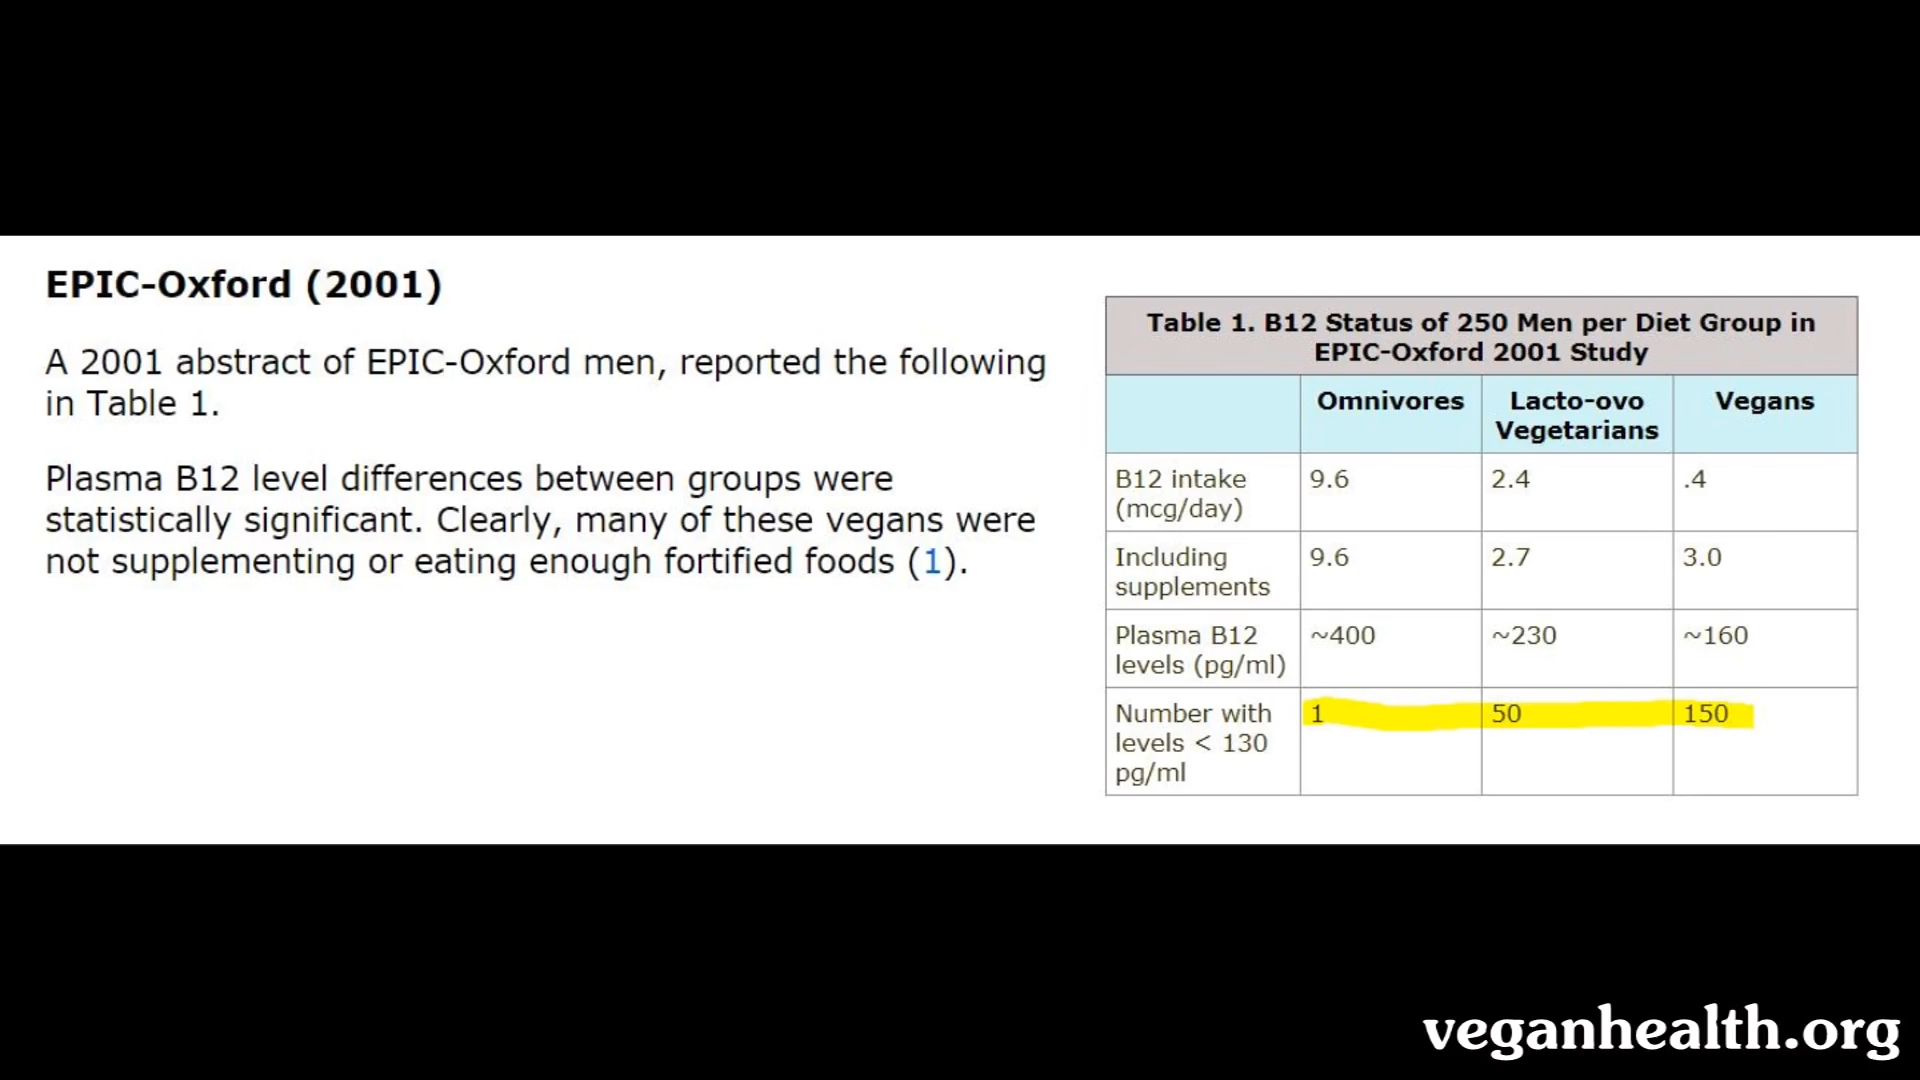 EPIC-Oxford (2001)
A 2001 abstract of EPIC-Oxford men, reported the following
in Table 1.
Plasma B12 level differences between groups were
statistically significant. Clearly, many of these vegans were
not supplementing or eating enough fortified foods (1).
Table 1. B12 Status of 250 Men per Diet Group in
EPIC-Oxford 2001 Study
Omnivores Lacto-ovo Vegans
Vegetarians
B12 intake 9.6 2.4 .4
(mcg/day)
Including 9.6 2.7 3.0
supplements
Plasma B12 ~400 ~230 ~160
levels (pg/ml)
Number with 1 50 150
levels < 130
pg/ml
veganhealth.org